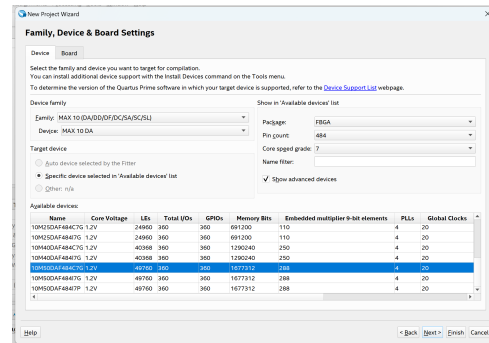 New Project Wizard
Family, Device & Board Settings
Device Board
Select the family and device you want to target for compilation.
You can install additional device support with the Install Devices command on the Tools menu.
To determine the version of the Quartus Prime software in which your target device is supported, refer to the Device Support List webpage.
Device family
Family: MAX 10 (DA/DD/DF/DC/SA/SC/SL)
Device: MAX 10 DA
Show in 'Available devices' list
Package: FBGA
Pin count: 484
Core speed grade: 7
Name filter:
Show advanced devices
Target device
Auto device selected by the Fitter
Specific device selected in 'Available devices' list
Other: n/a
Available devices:
Name Core Voltage LEs Total I/Os GPIOs Memory Bits Embedded multiplier 9-bit elements PLLs Global Clocks
10M25DAF484C7G 1.2V 24960 360 360 691200 110 4 20
10M25DAF484I7G 1.2V 24960 360 360 691200 110 4 20
10M40DAF484C7G 1.2V 40368 360 360 1290240 250 4 20
10M40DAF484I7G 1.2V 40368 360 360 1290240 250 4 20
10M50DAF484C7G 1.2V 49760 360 360 1677312 288 4 20
10M50DAF484I7G 1.2V 49760 360 360 1677312 288 4 20
10M50DAF484I7P 1.2V 49760 360 360 1677312 288 4 20
Help
< Back Next > Finish Cancel